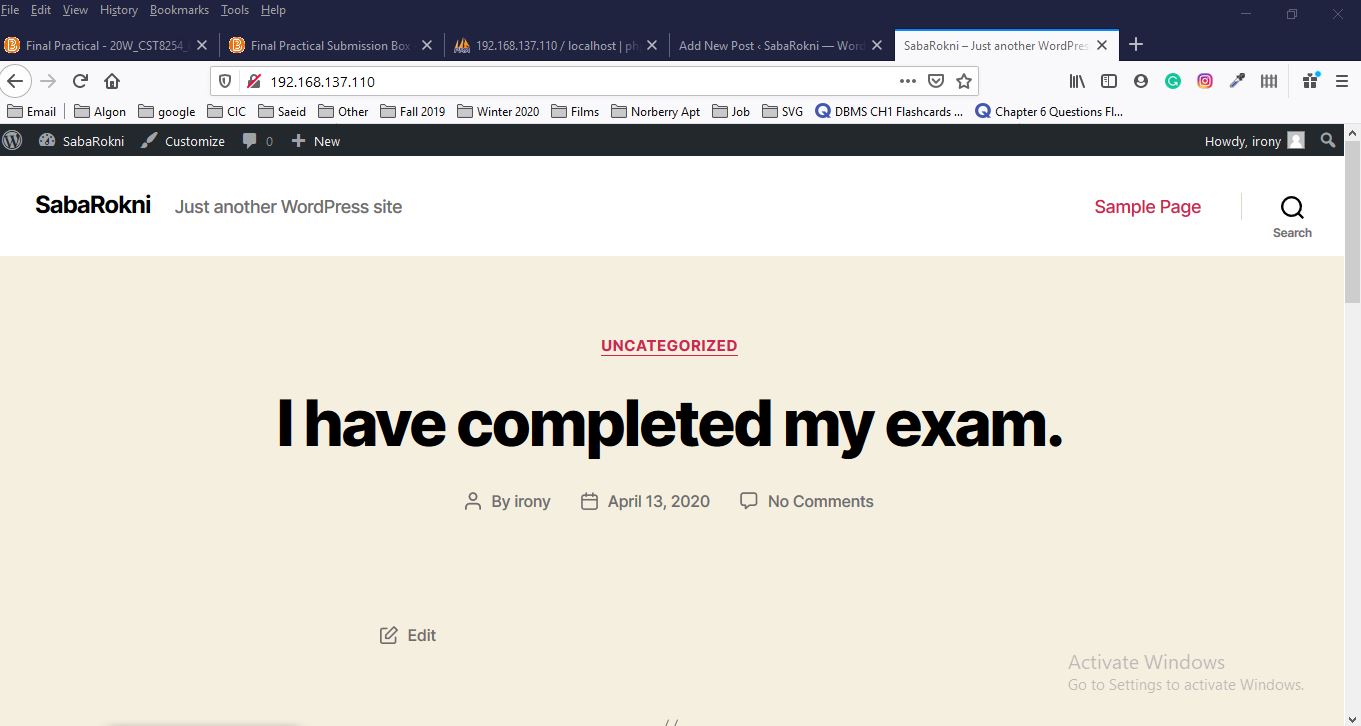 File Edit View History Bookmarks Tools Help
Final Practical - 20W_CST8254_ Final Practical Submission Box 192.168.137.110 / localhost | ph Add New Post ‹ SabaRokni — Word SabaRokni – Just another WordPres
192.168.137.110
Email Algon google CIC Saeid Other Fall 2019 Winter 2020 Films Norberry Apt Job SVG DBMS CH1 Flashcards ... Chapter 6 Questions Fl...
SabaRokni Customize 0 New Howdy, irony
SabaRokni Just another WordPress site Sample Page
Search
UNCATEGORIZED
I have completed my exam.
By irony April 13, 2020 No Comments
Edit
Activate Windows
Go to Settings to activate Windows.
//